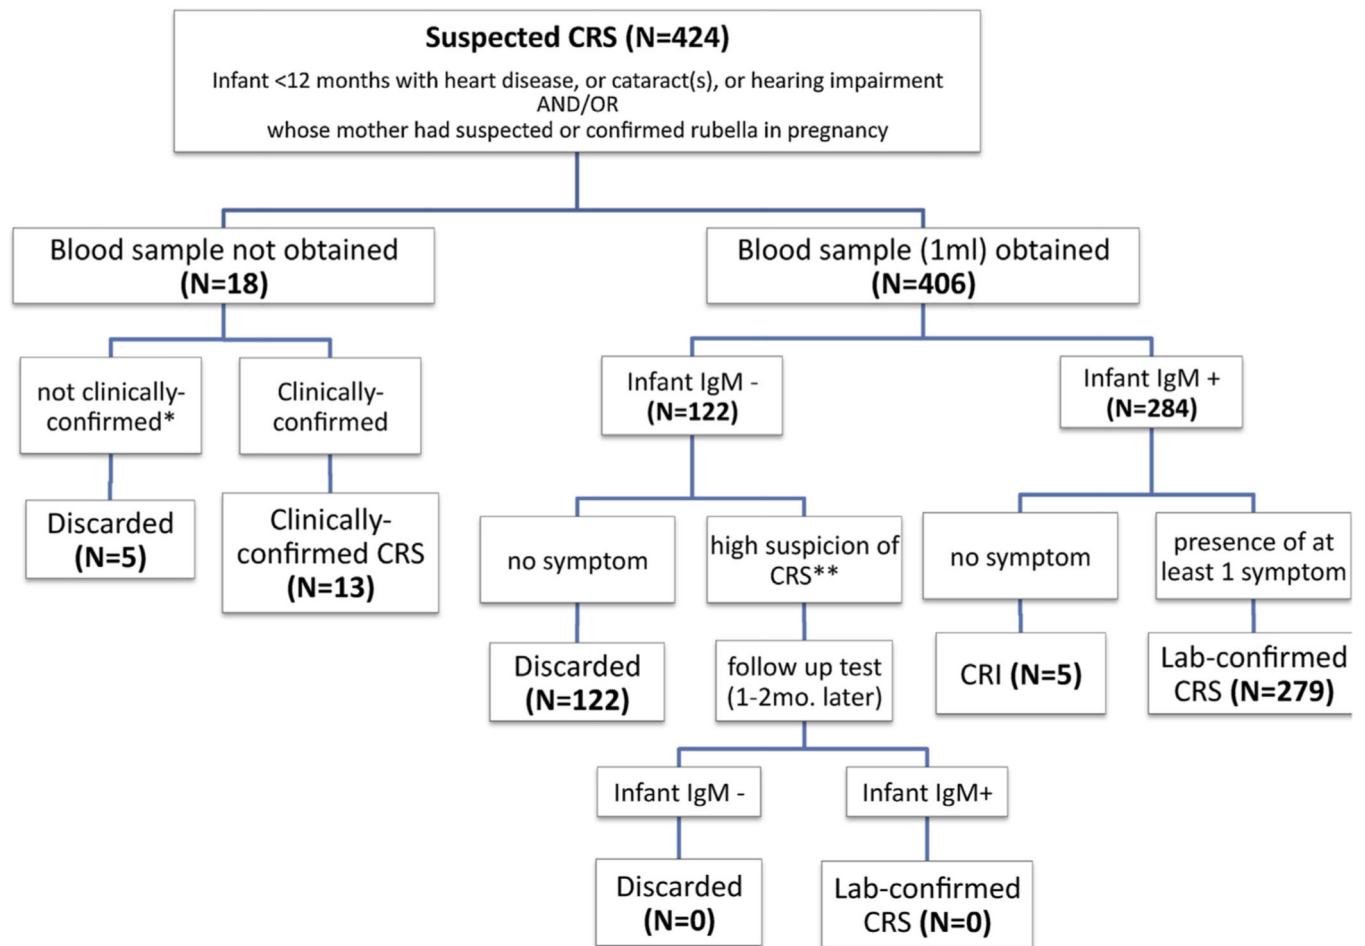 Suspected CRS (N=424)
Infant <12 months with heart disease, or cataract(s), or hearing impairment
AND/OR
whose mother had suspected or confirmed rubella in pregnancy
Blood sample not obtained
(N=18)
Blood sample (1ml) obtained
(N=406)
not clinically-
confirmed*
Clinically-
confirmed
Infant IgM -
(N=122)
Infant IgM +
(N=284)
Discarded
(N=5)
Clinically-
confirmed CRS
(N=13)
no symptom
high suspicion of
CRS**
no symptom
presence of at
least 1 symptom
Discarded
(N=122)
follow up test
(1-2mo. later)
CRI (N=5)
Lab-confirmed
CRS (N=279)
Infant IgM -
Infant IgM+
Discarded
(N=0)
Lab-confirmed
CRS (N=0)